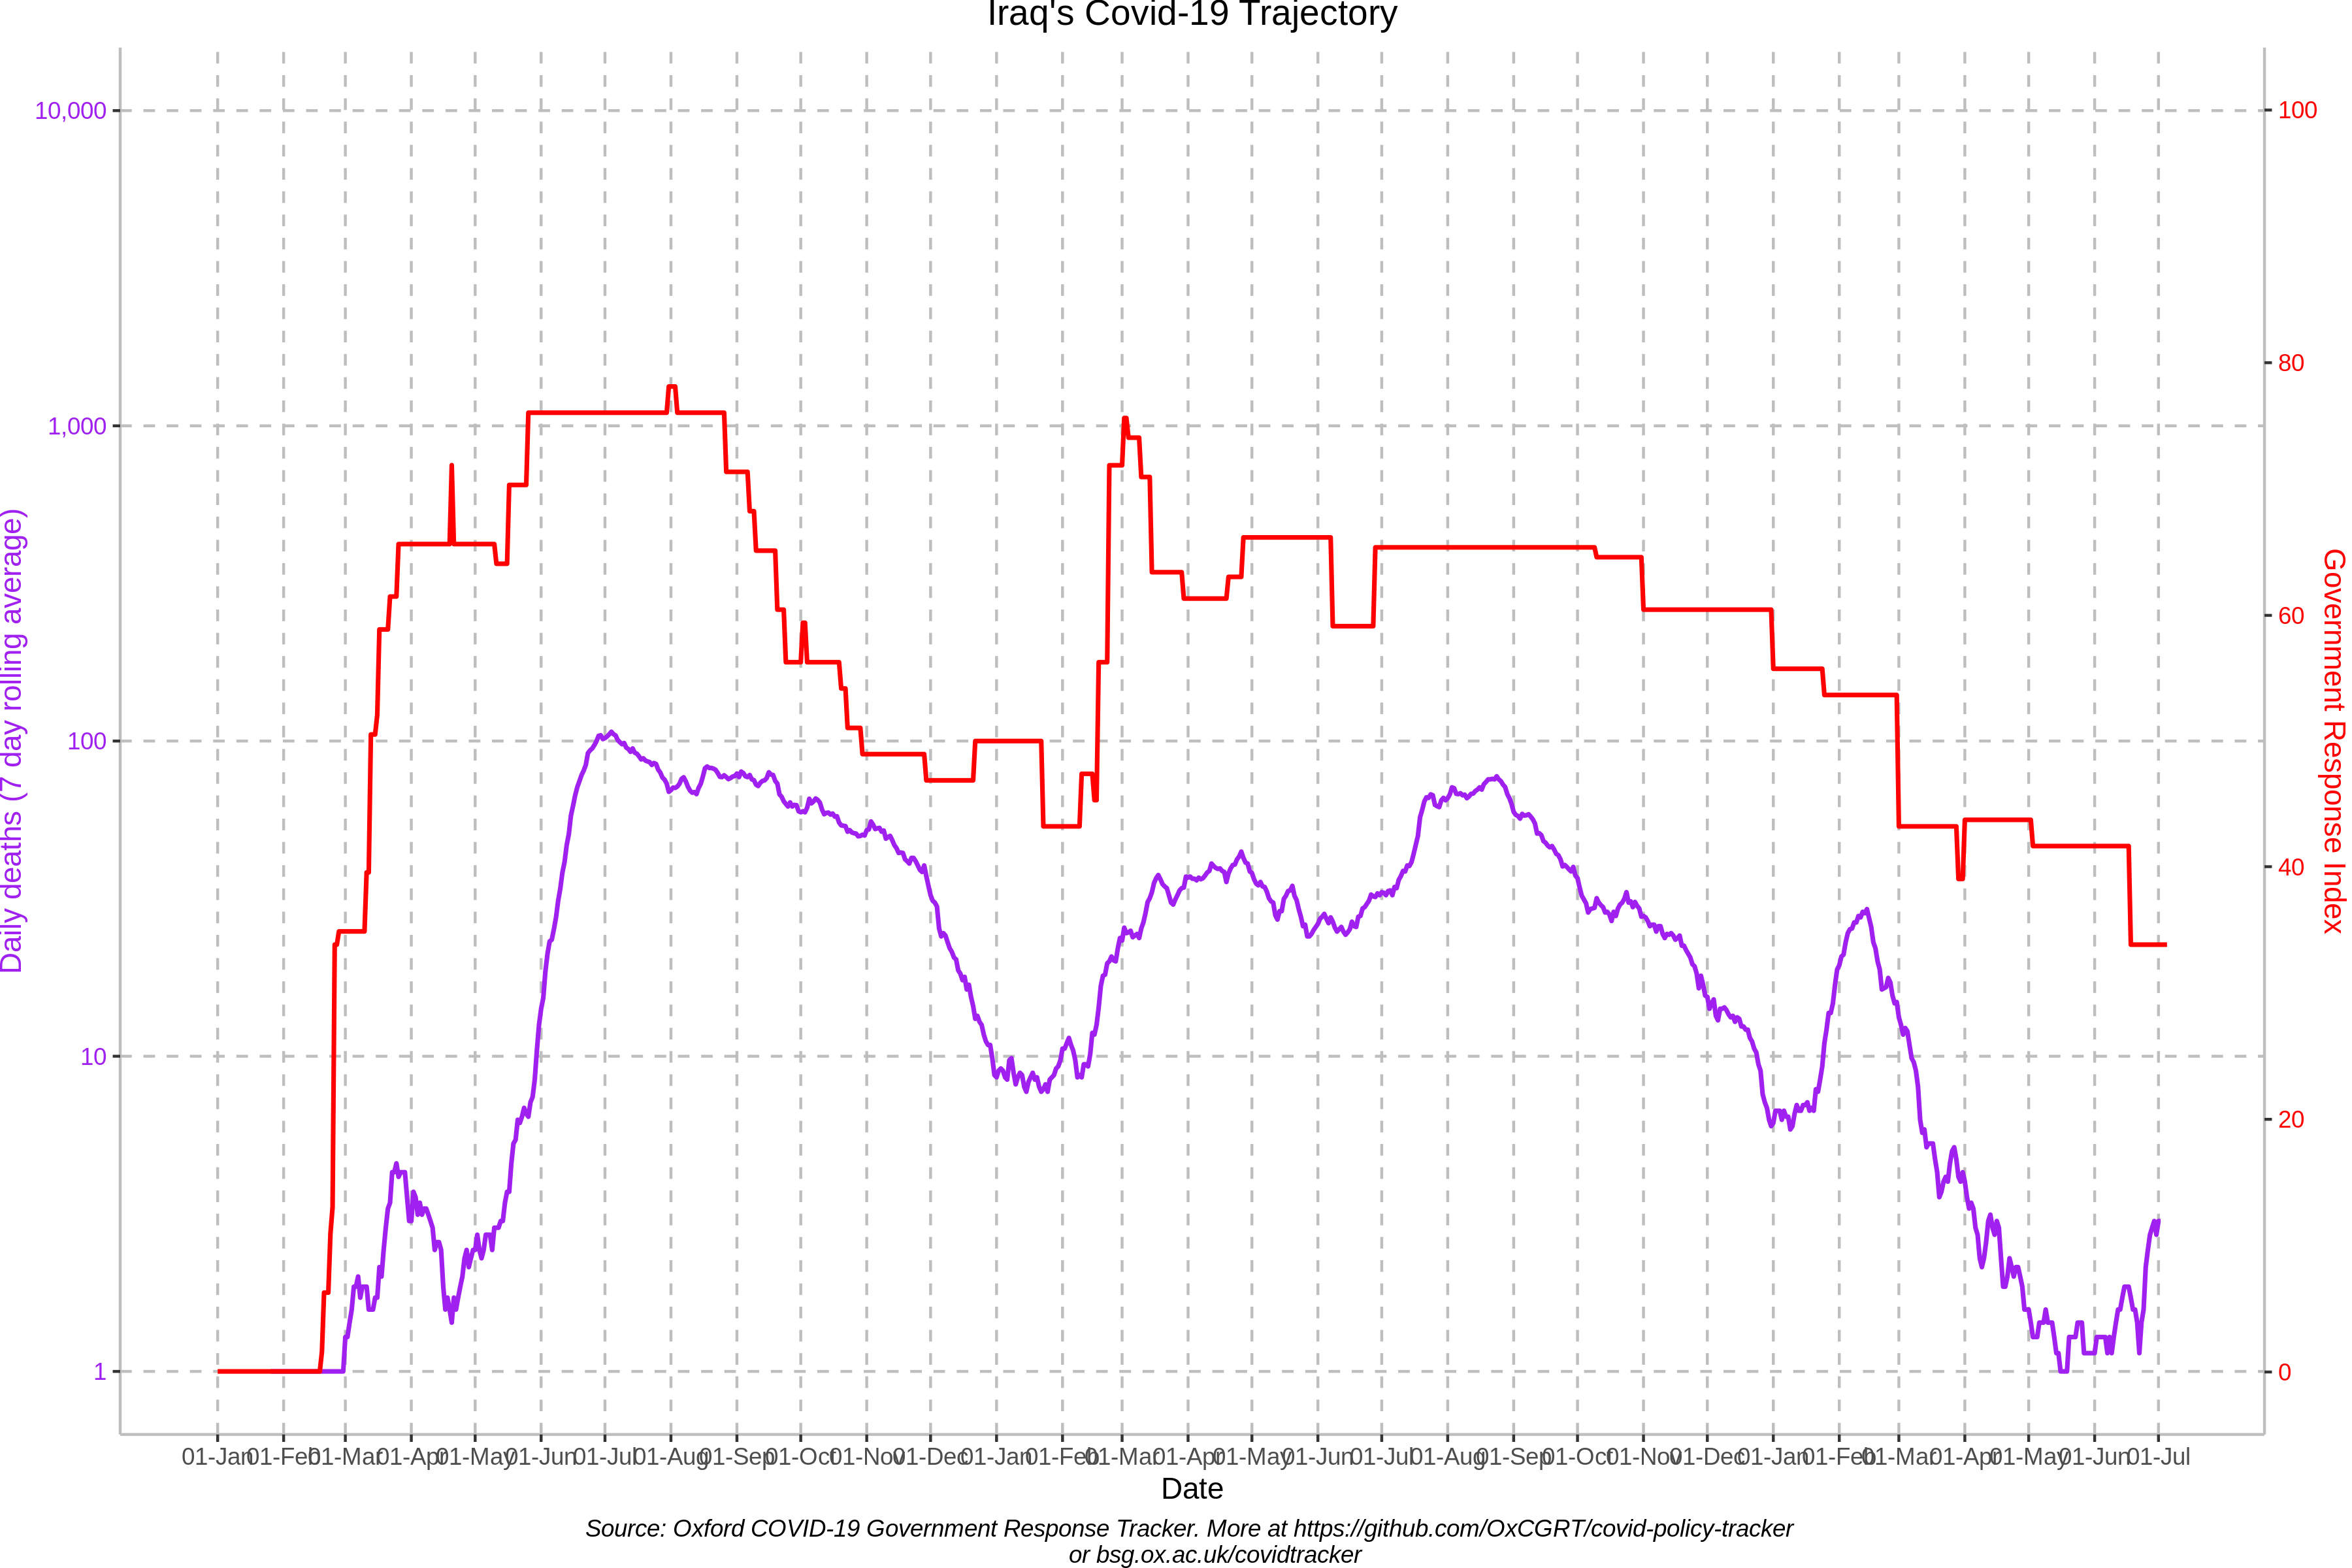 Iraq's Covid-19 Trajectory
10,000
1,000
100
10
1
Daily deaths (7 day rolling average)
100
80
60
40
20
0
Government Response Index
01-Jan 01-Feb 01-Mar 01-Apr 01-May 01-Jun 01-Jul 01-Aug 01-Sep 01-Oct 01-Nov 01-Dec 01-Jan 01-Feb 01-Mar 01-Apr 01-May 01-Jun 01-Jul 01-Aug 01-Sep 01-Oct 01-Nov 01-Dec 01-Jan 01-Feb 01-Mar 01-Apr 01-May 01-Jun 01-Jul
Date
Source: Oxford COVID-19 Government Response Tracker. More at https://github.com/OxCGRT/covid-policy-tracker
or bsg.ox.ac.uk/covidtracker